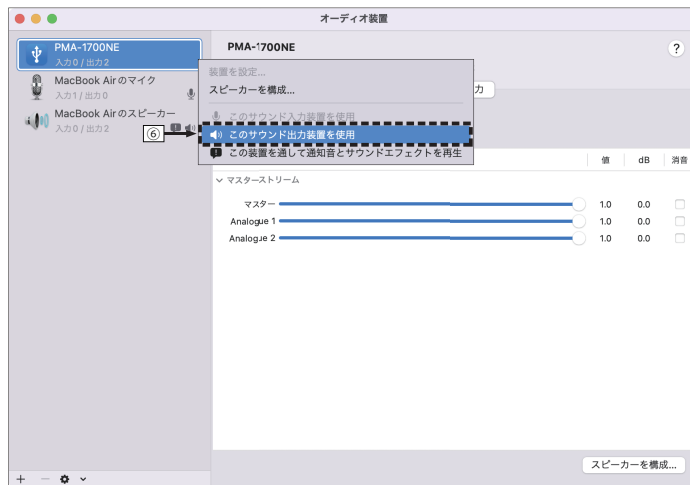 オーディオ装置
PMA-1700NE
入力0 / 出力2
MacBook Airのマイク
入力1 / 出力0
MacBook Airのスピーカー
入力0 / 出力2
⑥
PMA-1700NE
?
装置を設定...
スピーカーを構成...
力
このサウンド入力装置を使用
このサウンド出力装置を使用
この装置を通して通知音とサウンドエフェクトを再生
値 dB 消音
マスターストリーム
マスター 1.0 0.0
Analogue 1 1.0 0.0
Analogue 2 1.0 0.0
スピーカーを構成...